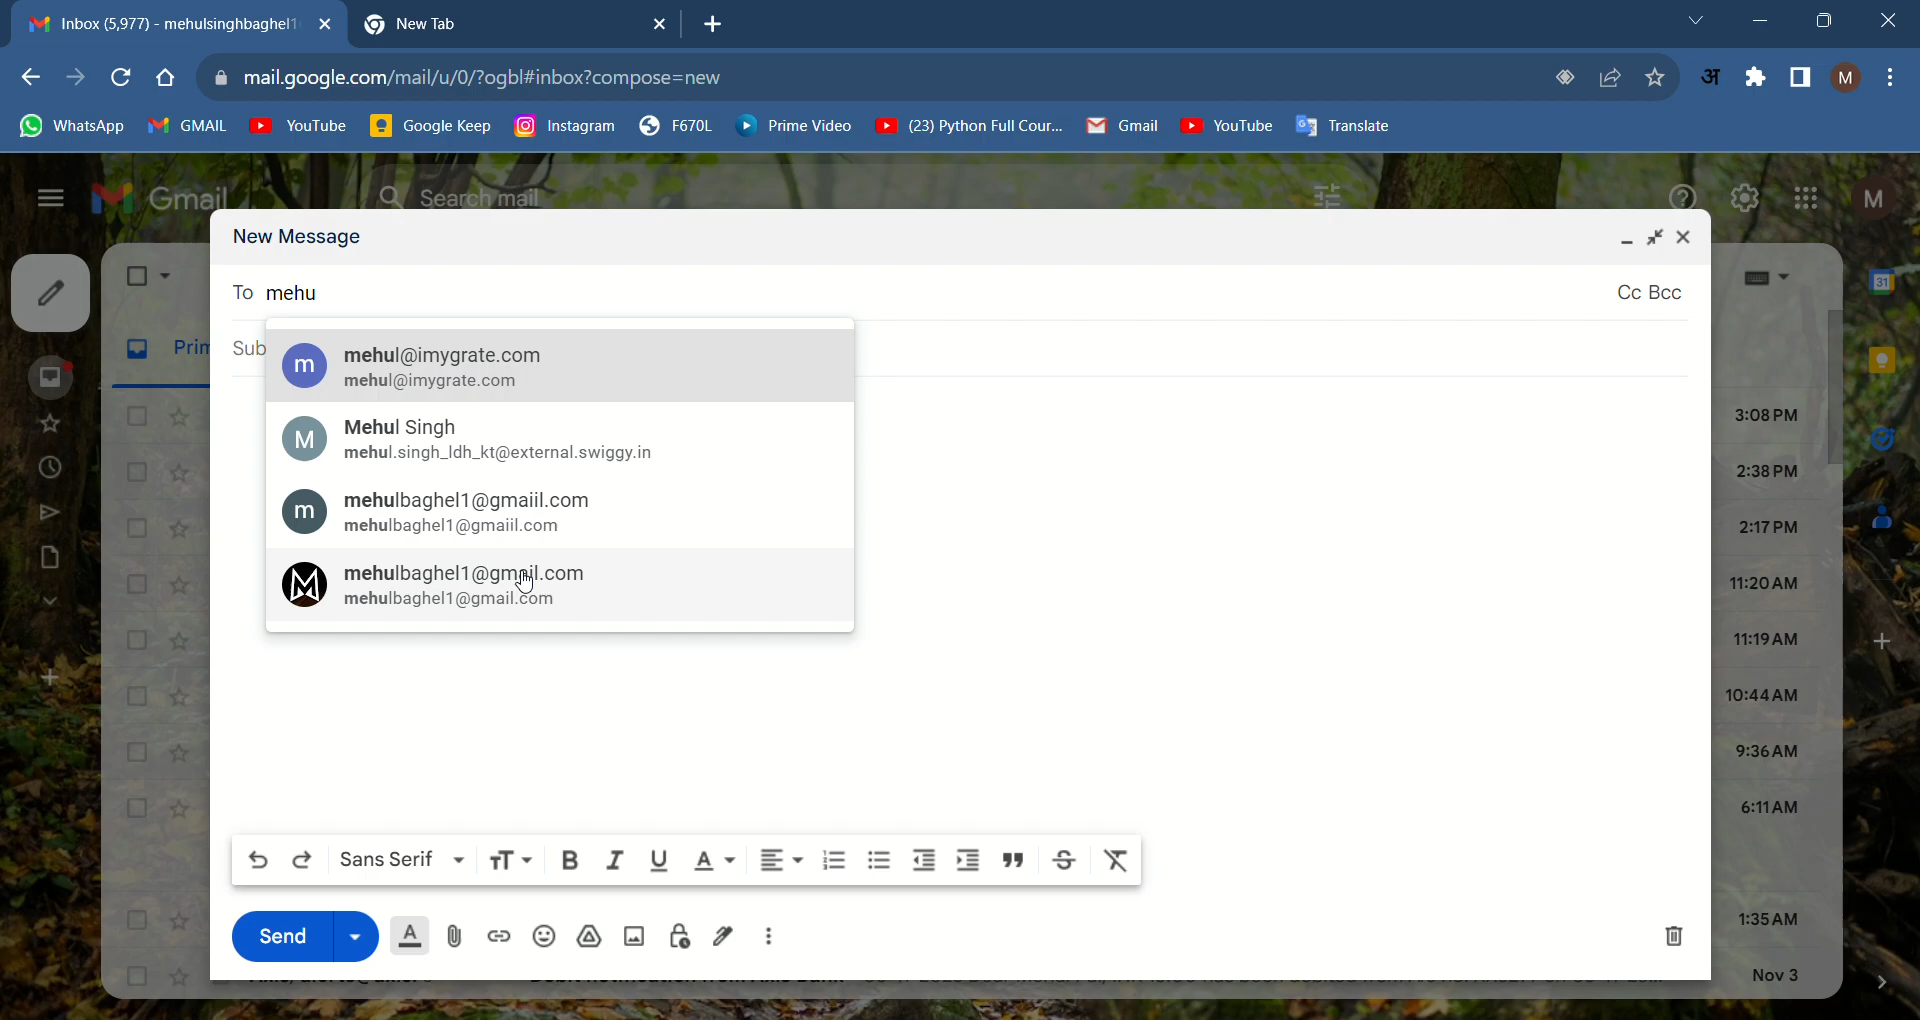 Inbox (5,977) - mehulsinghbaghel1
New Tab
mail.google.com/mail/u/0/?ogbl#inbox?compose=new
अ
M
WhatsApp
GMAIL
YouTube
Google Keep
Instagram
F670L
Prime Video
(23) Python Full Cour...
Gmail
YouTube
Translate
Gmail
Search mail
M
New Message
To mehu
Cc Bcc
Sub
Prim
m
mehul@imygrate.com
mehul@imygrate.com
M
Mehul Singh
mehul.singh_ldh_kt@external.swiggy.in
m
mehulbaghel1@gmaiil.com
mehulbaghel1@gmaiil.com
mehulbaghel1@gmail.com
mehulbaghel1@gmail.com
31
3:08 PM
2:38 PM
2:17 PM
11:20 AM
11:19 AM
10:44 AM
9:36 AM
6:11 AM
1:35 AM
Nov 3
Sans Serif
Send